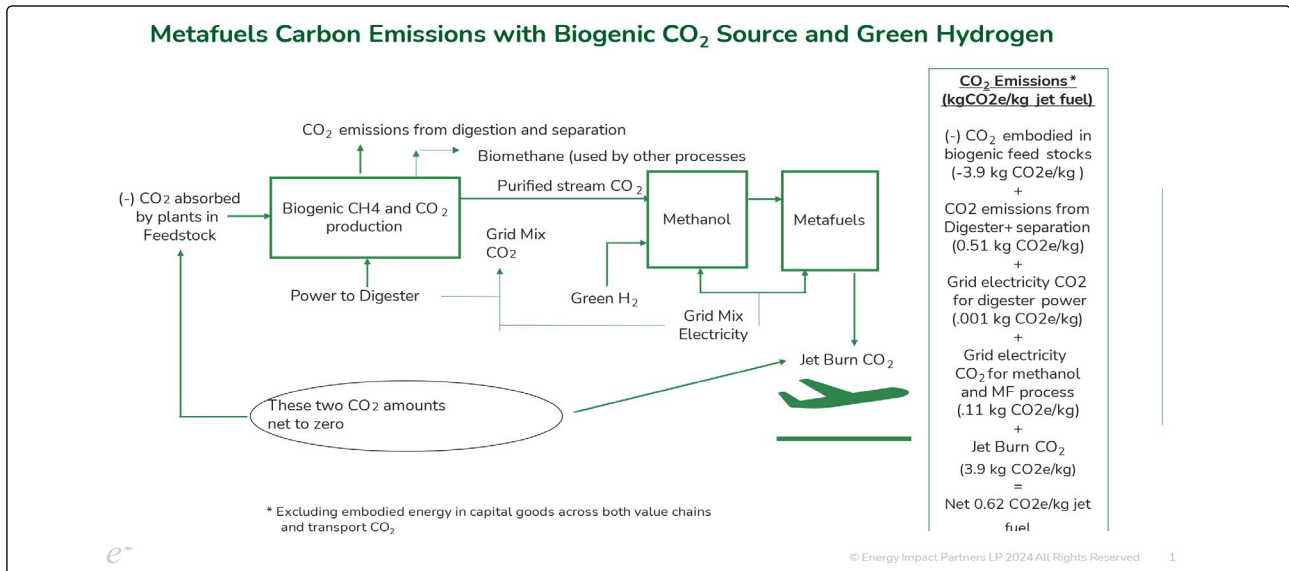 Metafuels Carbon Emissions with Biogenic CO2 Source and Green Hydrogen
CO2 emissions from digestion and separation
Biomethane (used by other processes
Purified stream CO2
(-) CO2 absorbed
by plants in
Feedstock
Biogenic CH4 and CO2
production
Methanol
Metafuels
Grid Mix
CO2
Power to Digester
Green H2
Grid Mix
Electricity
Jet Burn CO2
These two CO2 amounts
net to zero
CO2 Emissions*
(kgCO2e/kg jet fuel)
(-) CO2 embodied in
biogenic feed stocks
(-3.9 kg CO2e/kg )
+
CO2 emissions from
Digester+ separation
(0.51 kg CO2e/kg)
+
Grid electricity CO2
for digester power
(.001 kg CO2e/kg)
+
Grid electricity
CO2 for methanol
and MF process
(.11 kg CO2e/kg)
+
Jet Burn CO2
(3.9 kg CO2e/kg)
=
Net 0.62 CO2e/kg jet
fuel
* Excluding embodied energy in capital goods across both value chains
and transport CO2
e
© Energy Impact Partners LP 2024 All Rights Reserved
1